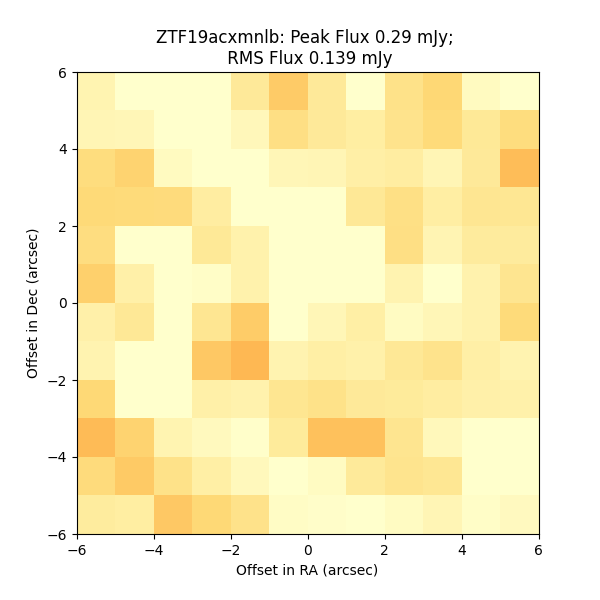 ZTF19acxmnlb: Peak Flux 0.29 mJy;
RMS Flux 0.139 mJy
6
4
2
0
−2
−4
−6
Offset in Dec (arcsec)
−6 −4 −2 0 2 4 6
Offset in RA (arcsec)